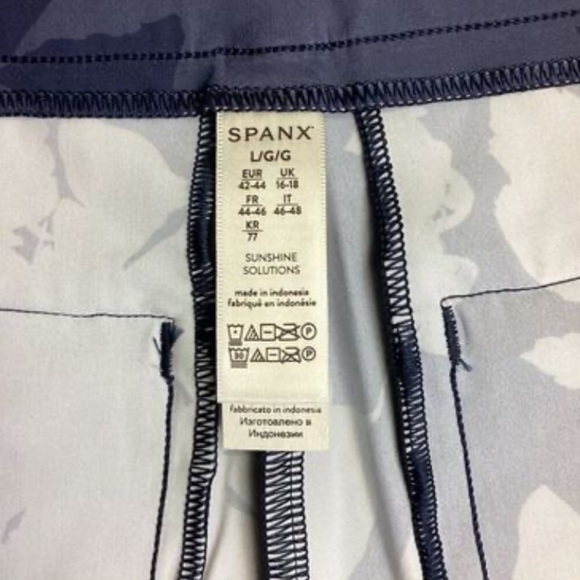 SPANX
L/G/G
EUR UK
42-44 16-18
FR IT
44-46 46-48
KR
77
SUNSHINE
SOLUTIONS
made in indonesia
fabriqué en indonésie
P
30 P
fabbricato in indonesia
Изготовлено в
Индонезии